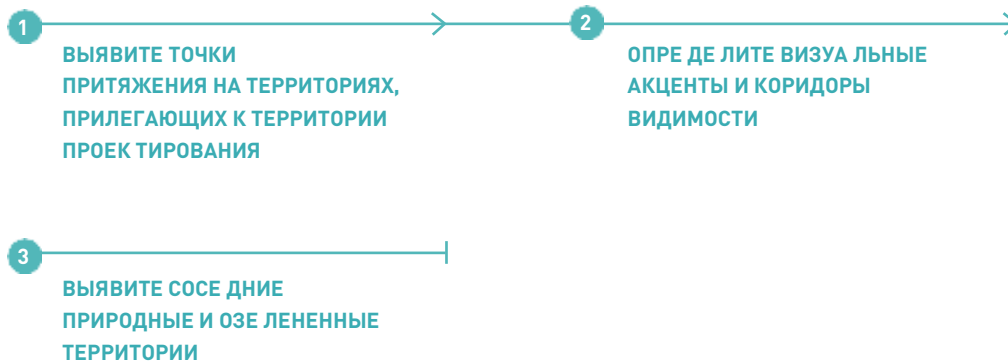 1
ВЫЯВИТЕ ТОЧКИ
ПРИТЯЖЕНИЯ НА ТЕРРИТОРИЯХ,
ПРИЛЕГАЮЩИХ К ТЕРРИТОРИИ
ПРОЕК ТИРОВАНИЯ
2
ОПРЕ ДЕ ЛИТЕ ВИЗУА ЛЬНЫЕ
АКЦЕНТЫ И КОРИДОРЫ
ВИДИМОСТИ
3
ВЫЯВИТЕ СОСЕ ДНИЕ
ПРИРОДНЫЕ И ОЗЕ ЛЕНЕННЫЕ
ТЕРРИТОРИИ